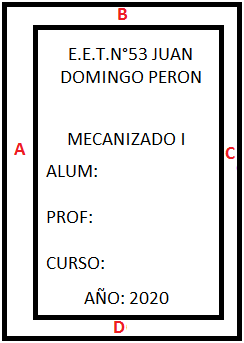 B
E.E.T.N°53 JUAN
DOMINGO PERON
MECANIZADO I
A
C
ALUM:
PROF:
CURSO:
AÑO: 2020
D